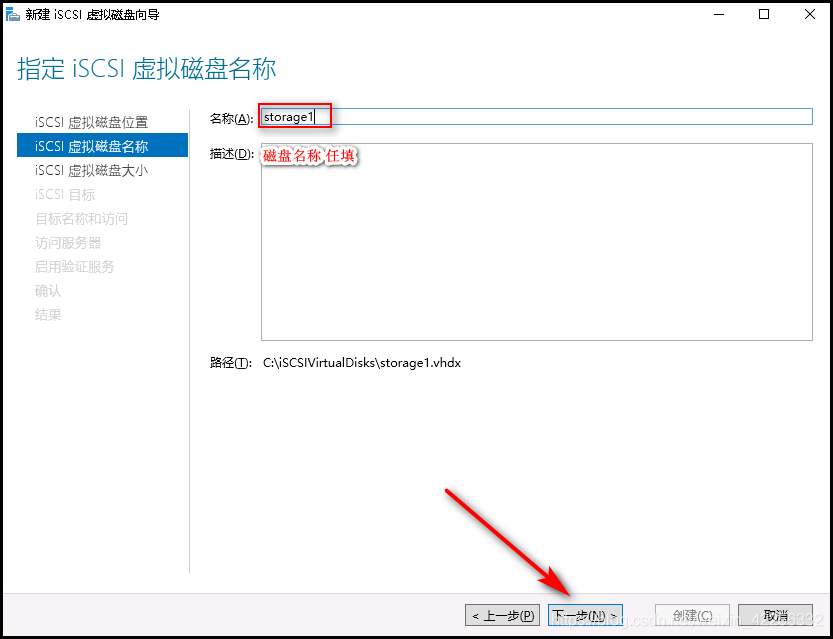 新建 iSCSI 虚拟磁盘向导
指定 iSCSI 虚拟磁盘名称
iSCSI 虚拟磁盘位置
iSCSI 虚拟磁盘名称
iSCSI 虚拟磁盘大小
iSCSI 目标
目标名称和访问
访问服务器
启用验证服务
确认
结果
名称(A): storage1
描述(D): 磁盘名称 任填
路径(T): C:\iSCSIVirtualDisks\storage1.vhdx
< 上一步(P) 下一步(N) > 创建(C) 取消